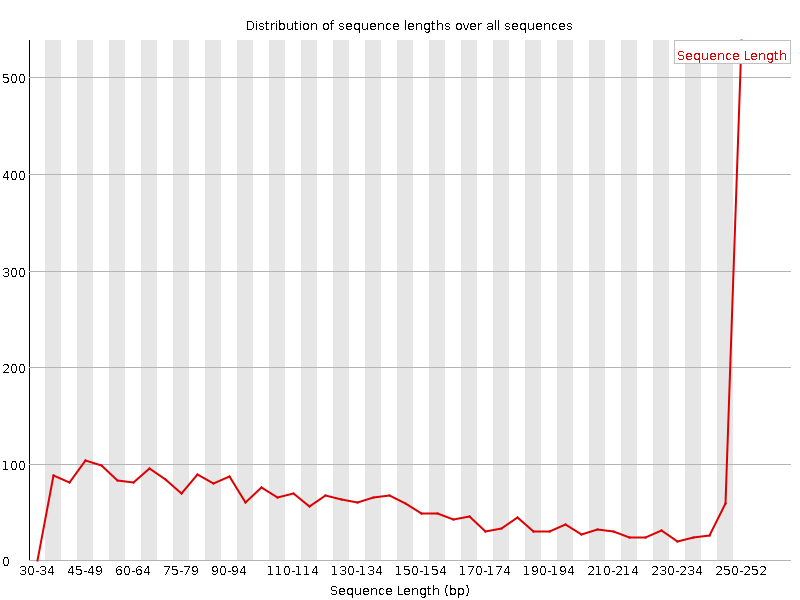 Distribution of sequence lengths over all sequences
Sequence Length
500
400
300
200
100
0
30-34 45-49 60-64 75-79 90-94 110-114 130-134 150-154 170-174 190-194 210-214 230-234 250-252
Sequence Length (bp)